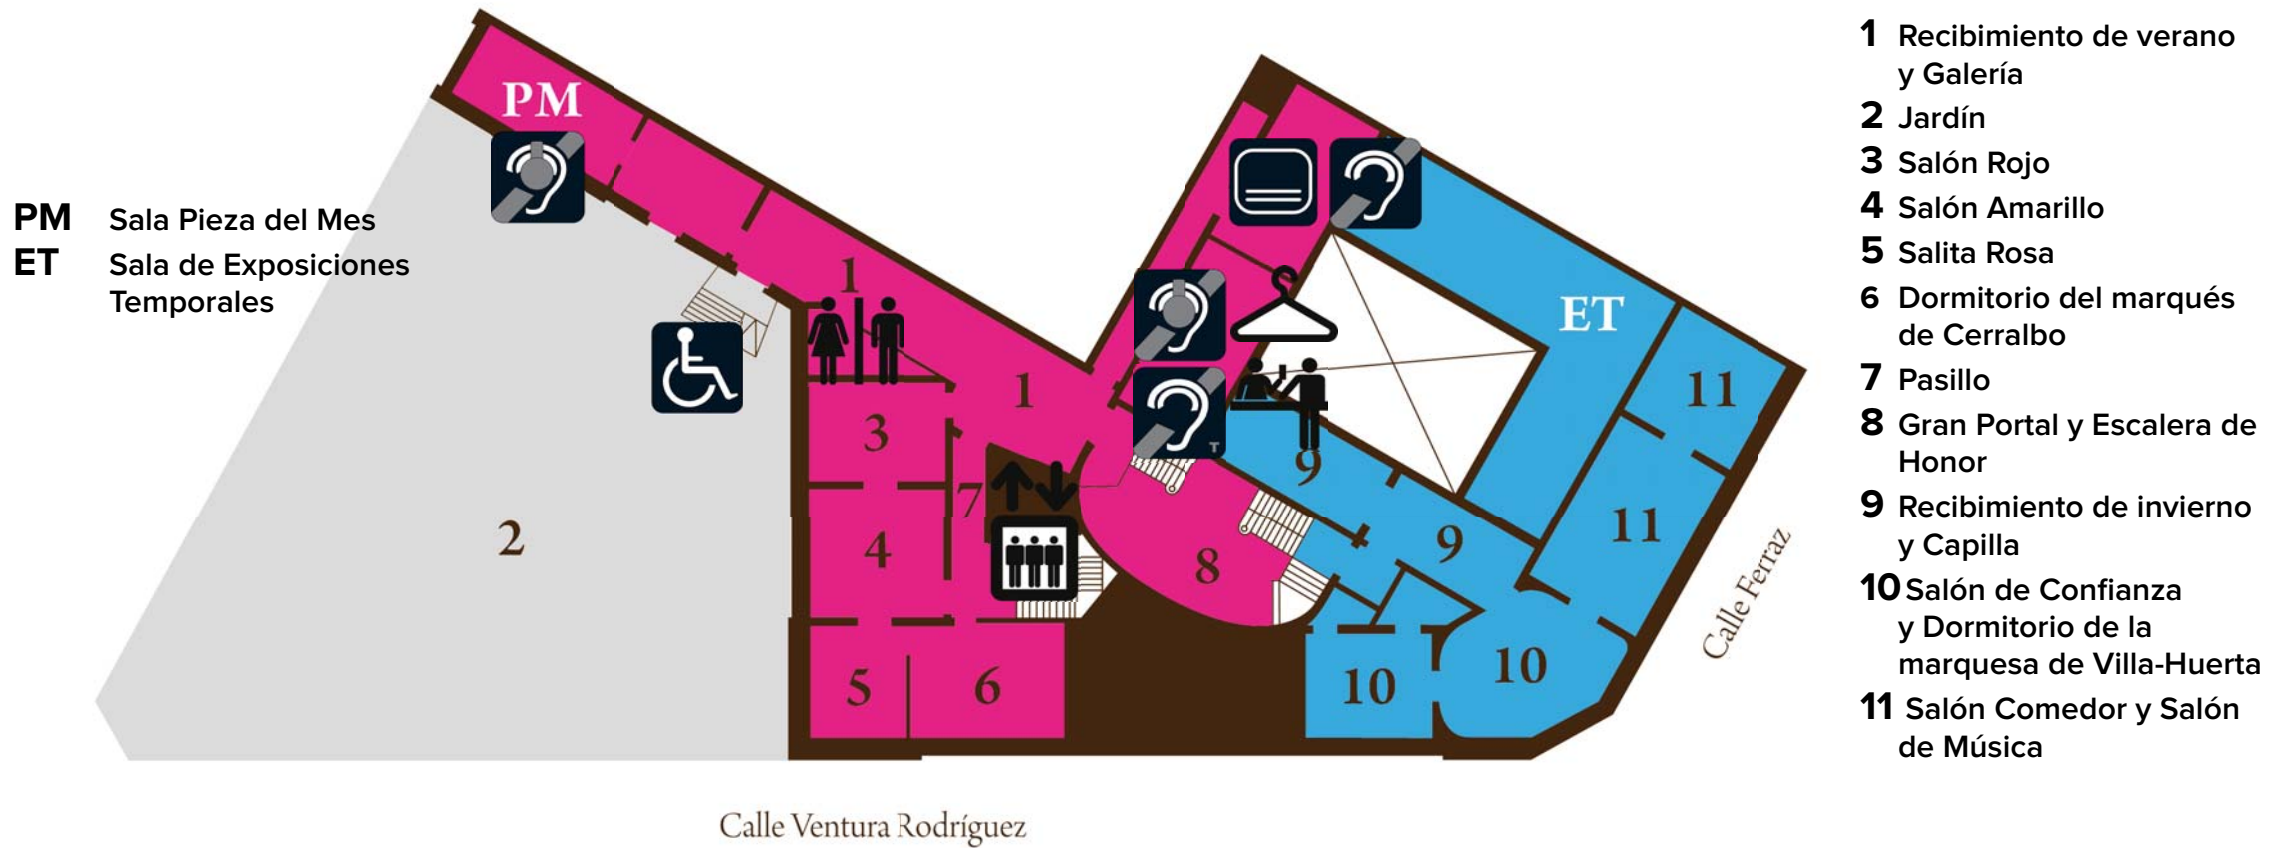 PM Sala Pieza del Mes
ET Sala de Exposiciones
Temporales
PM
1
1
2
3
4
5
6
7
8
ET
9
9
10
10
11
11
T
Calle Ventura Rodríguez
Calle Ferraz
1 Recibimiento de verano
y Galería
2 Jardín
3 Salón Rojo
4 Salón Amarillo
5 Salita Rosa
6 Dormitorio del marqués
de Cerralbo
7 Pasillo
8 Gran Portal y Escalera de
Honor
9 Recibimiento de invierno
y Capilla
10 Salón de Confianza
y Dormitorio de la
marquesa de Villa-Huerta
11 Salón Comedor y Salón
de Música